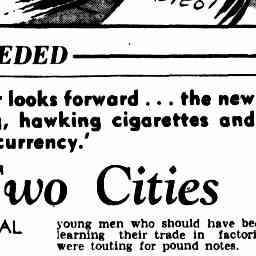 EEDED
looks forward ... the new
, hawking cigarettes and
currency.'
Two Cities
AL
young men who should have bee
learning their trade in factori
were touting for pound notes.